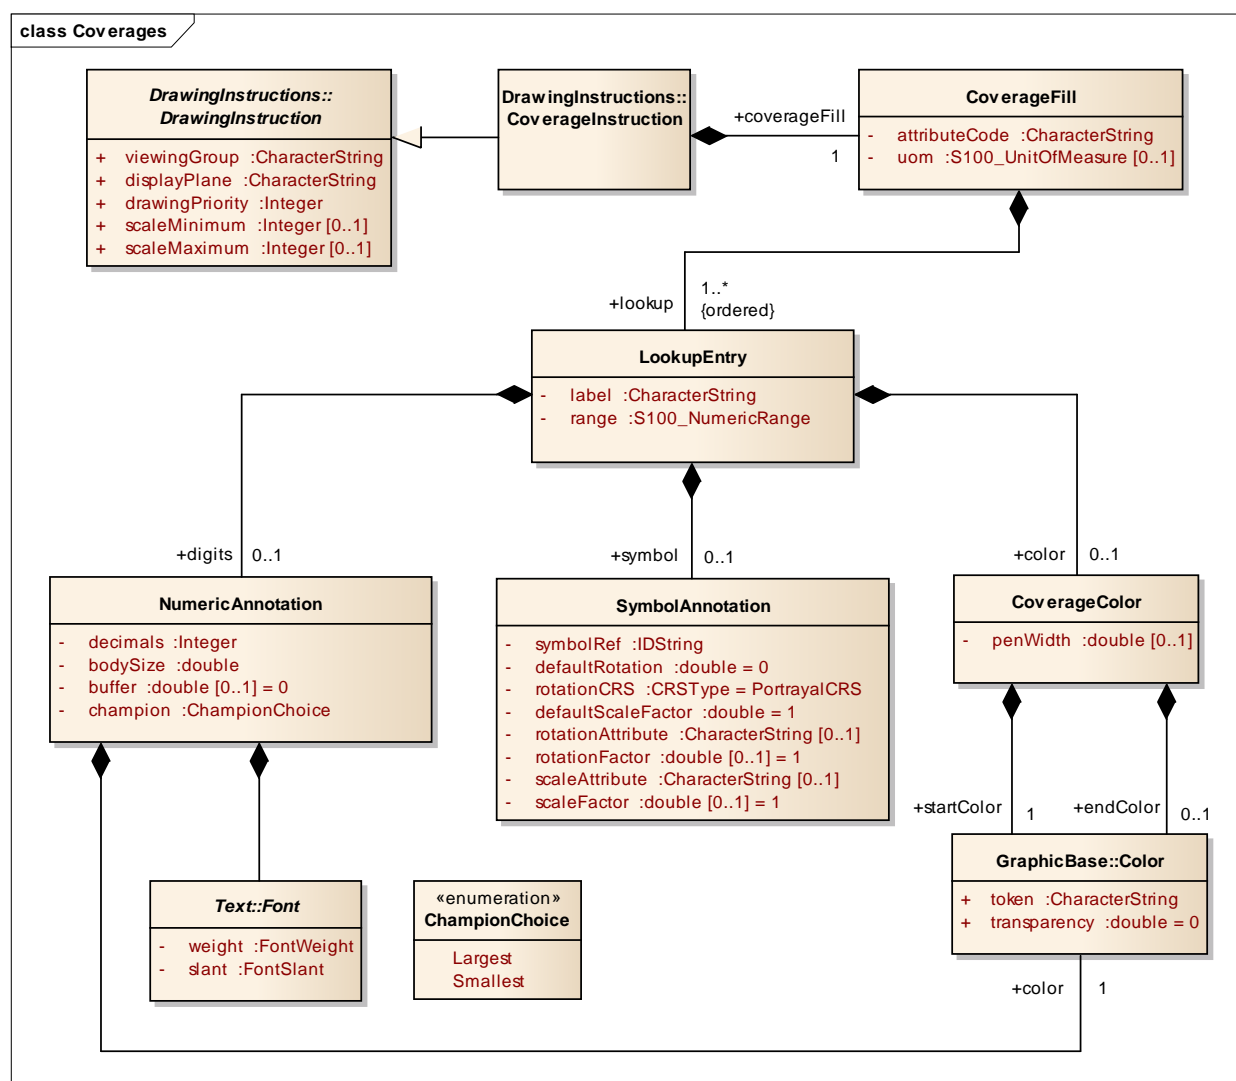 class Coverages
DrawingInstructions::
DrawingInstruction
+ viewingGroup :CharacterString
+ displayPlane :CharacterString
+ drawingPriority :Integer
+ scaleMinimum :Integer [0..1]
+ scaleMaximum :Integer [0..1]
DrawingInstructions::
CoverageInstruction
+coverageFill
1
CoverageFill
- attributeCode :CharacterString
- uom :S100_UnitOfMeasure [0..1]
+lookup
1..*
{ordered}
LookupEntry
- label :CharacterString
- range :S100_NumericRange
+digits
0..1
+symbol
0..1
+color
0..1
NumericAnnotation
- decimals :Integer
- bodySize :double
- buffer :double [0..1] = 0
- champion :ChampionChoice
SymbolAnnotation
- symbolRef :IDString
- defaultRotation :double = 0
- rotationCRS :CRSType = PortrayalCRS
- defaultScaleFactor :double = 1
- rotationAttribute :CharacterString [0..1]
- rotationFactor :double [0..1] = 1
- scaleAttribute :CharacterString [0..1]
- scaleFactor :double [0..1] = 1
CoverageColor
- penWidth :double [0..1]
+startColor
1
+endColor
0..1
GraphicBase::Color
+ token :CharacterString
+ transparency :double = 0
Text::Font
- weight :FontWeight
- slant :FontSlant
«enumeration»
ChampionChoice
Largest
Smallest
+color
1